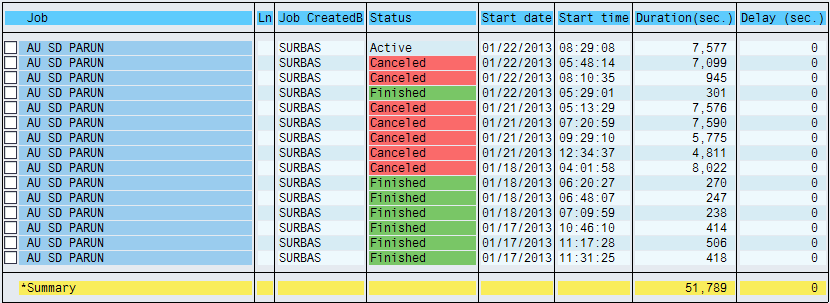 Job Ln Job CreatedB Status Start date Start time Duration(sec.) Delay (sec.)
AU SD PARUN SURBAS Active 01/22/2013 08:29:08 7,577 0
AU SD PARUN SURBAS Canceled 01/22/2013 05:48:14 7,099 0
AU SD PARUN SURBAS Canceled 01/22/2013 08:10:35 945 0
AU SD PARUN SURBAS Finished 01/22/2013 05:29:01 301 0
AU SD PARUN SURBAS Canceled 01/21/2013 05:13:29 7,576 0
AU SD PARUN SURBAS Canceled 01/21/2013 07:20:59 7,590 0
AU SD PARUN SURBAS Canceled 01/21/2013 09:29:10 5,775 0
AU SD PARUN SURBAS Canceled 01/21/2013 12:34:37 4,811 0
AU SD PARUN SURBAS Canceled 01/18/2013 04:01:58 8,022 0
AU SD PARUN SURBAS Finished 01/18/2013 06:20:27 270 0
AU SD PARUN SURBAS Finished 01/18/2013 06:48:07 247 0
AU SD PARUN SURBAS Finished 01/18/2013 07:09:59 238 0
AU SD PARUN SURBAS Finished 01/17/2013 10:46:10 414 0
AU SD PARUN SURBAS Finished 01/17/2013 11:17:28 506 0
AU SD PARUN SURBAS Finished 01/17/2013 11:31:25 418 0
*Summary 51,789 0